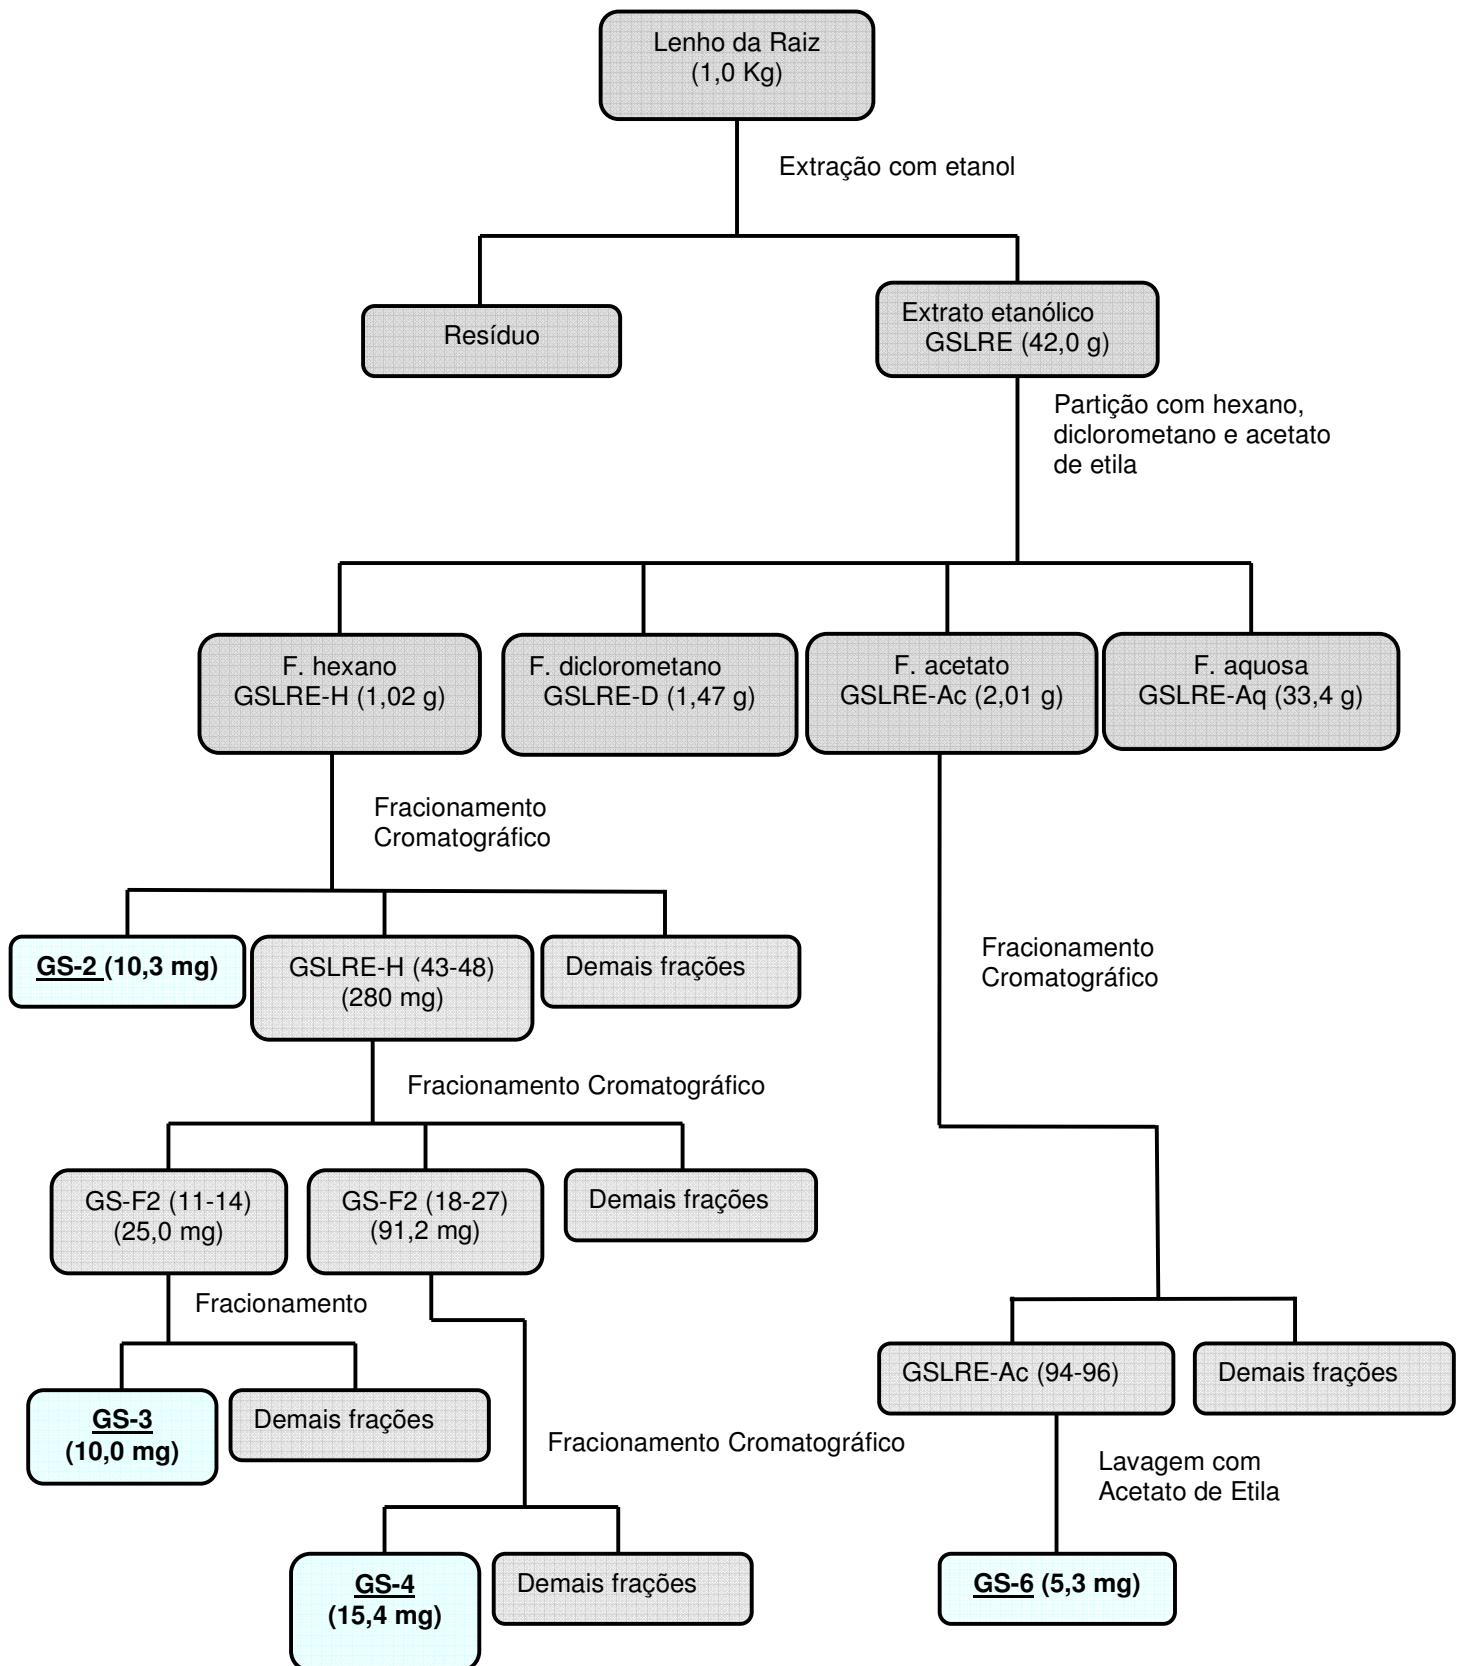 Lenho da Raiz
(1,0 Kg)
Extração com etanol
Resíduo
Extrato etanólico
GSLRE (42,0 g)
Partição com hexano,
diclorometano e acetato
de etila
F. hexano
GSLRE-H (1,02 g)
F. diclorometano
GSLRE-D (1,47 g)
F. acetato
GSLRE-Ac (2,01 g)
F. aquosa
GSLRE-Aq (33,4 g)
Fracionamento
Cromatográfico
GS-2 (10,3 mg)
GSLRE-H (43-48)
(280 mg)
Demais frações
Fracionamento
Cromatográfico
Fracionamento Cromatográfico
GS-F2 (11-14)
(25,0 mg)
GS-F2 (18-27)
(91,2 mg)
Demais frações
Fracionamento
GS-3
(10,0 mg)
Demais frações
Fracionamento Cromatográfico
GSLRE-Ac (94-96)
Demais frações
Lavagem com
Acetato de Etila
GS-4
(15,4 mg)
Demais frações
GS-6 (5,3 mg)